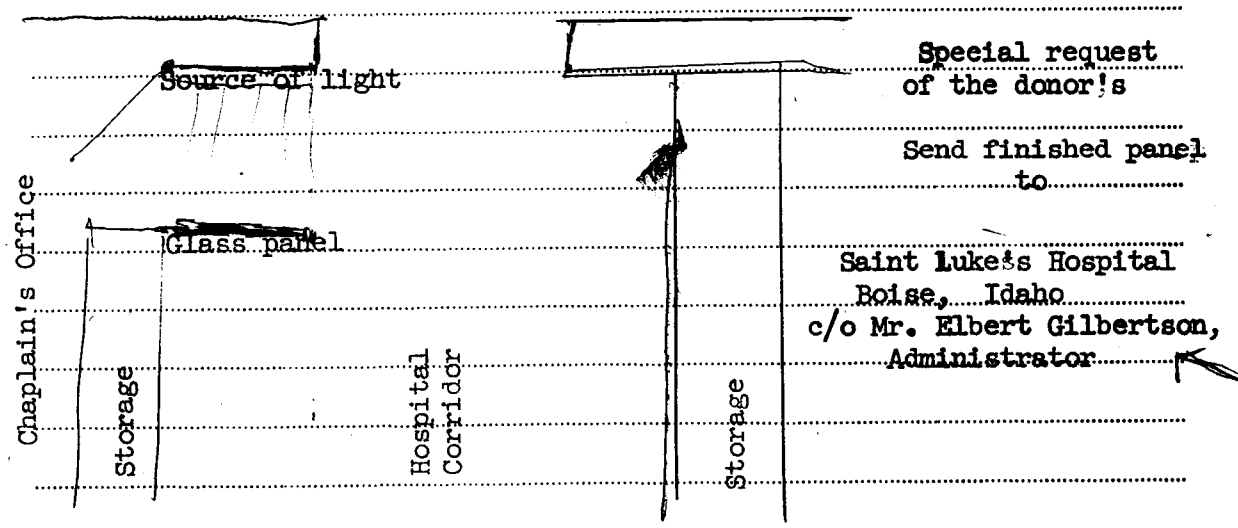 Source of light
Glass panel
Chaplain's Office
Storage
Hospital
Corridor
Storage
Special request
of the donor's
Send finished panel
to
Saint Luke's Hospital
Boise, Idaho
c/o Mr. Elbert Gilbertson,
Administrator